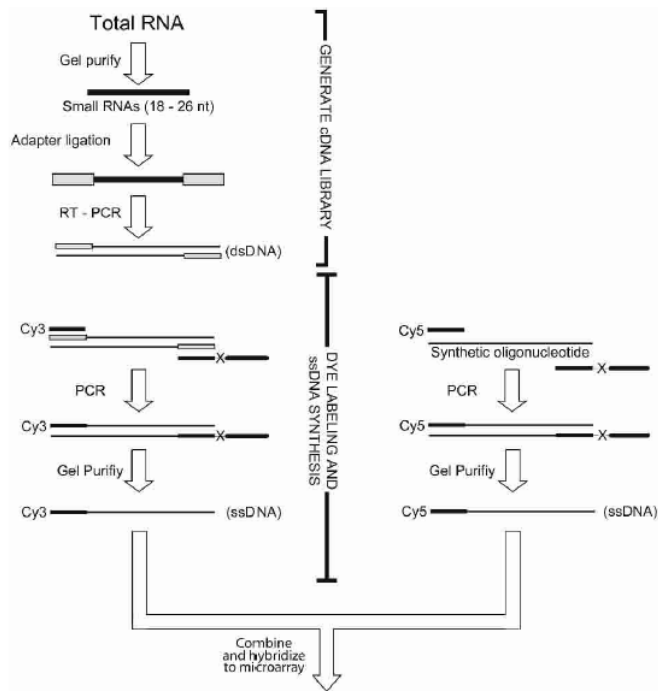 Total RNA
Gel purify
Small RNAs (18 - 26 nt)
Adapter ligation
RT - PCR
(dsDNA)
GENERATE cDNA LIBRARY
Cy3
X
PCR
Cy3
X
Gel Purifiy
Cy3
(ssDNA)
DYE LABELING AND
ssDNA SYNTHESIS
Cy5
Synthetic oligonucleotide
X
PCR
Cy5
X
Gel Purifiy
Cy5
(ssDNA)
Combine
and hybridize
to microarray